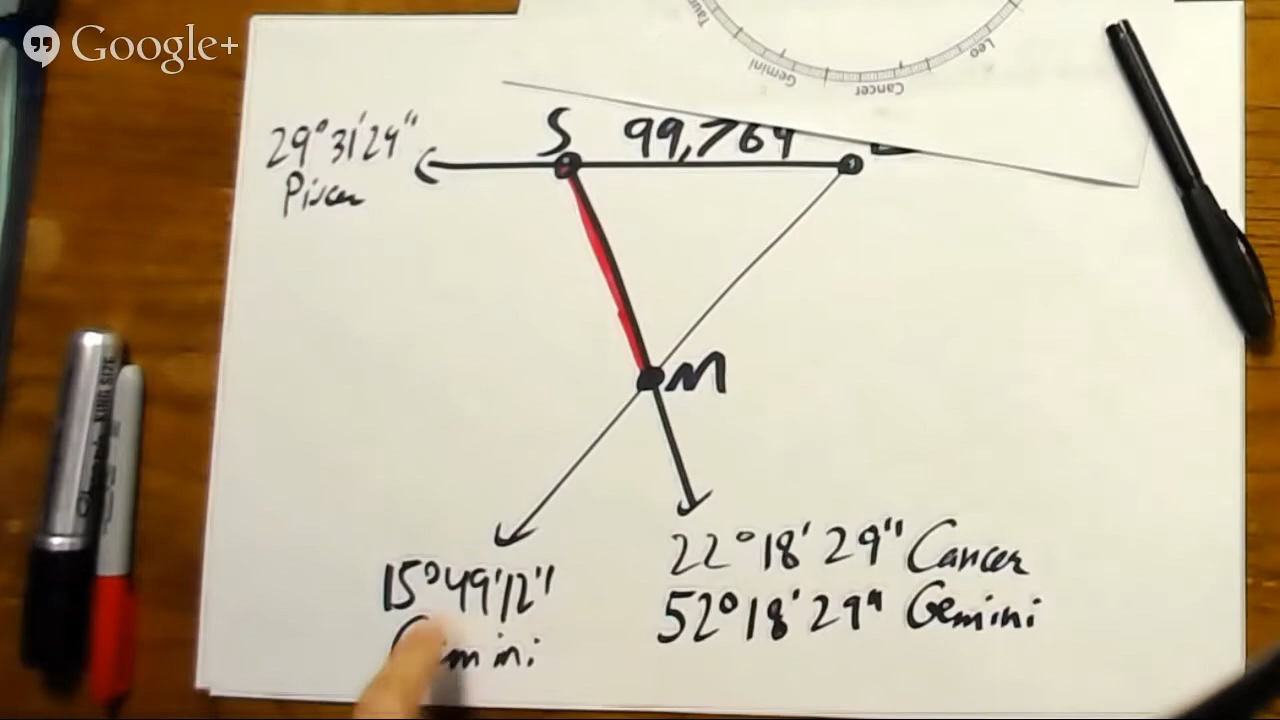 Google+
Taurus
Gemini
Cancer
Leo
S
99,764
29° 31' 24"
Pisces
M
22° 18' 29" Cancer
52° 18' 29" Gemini
15° 49' 12"
Gemini